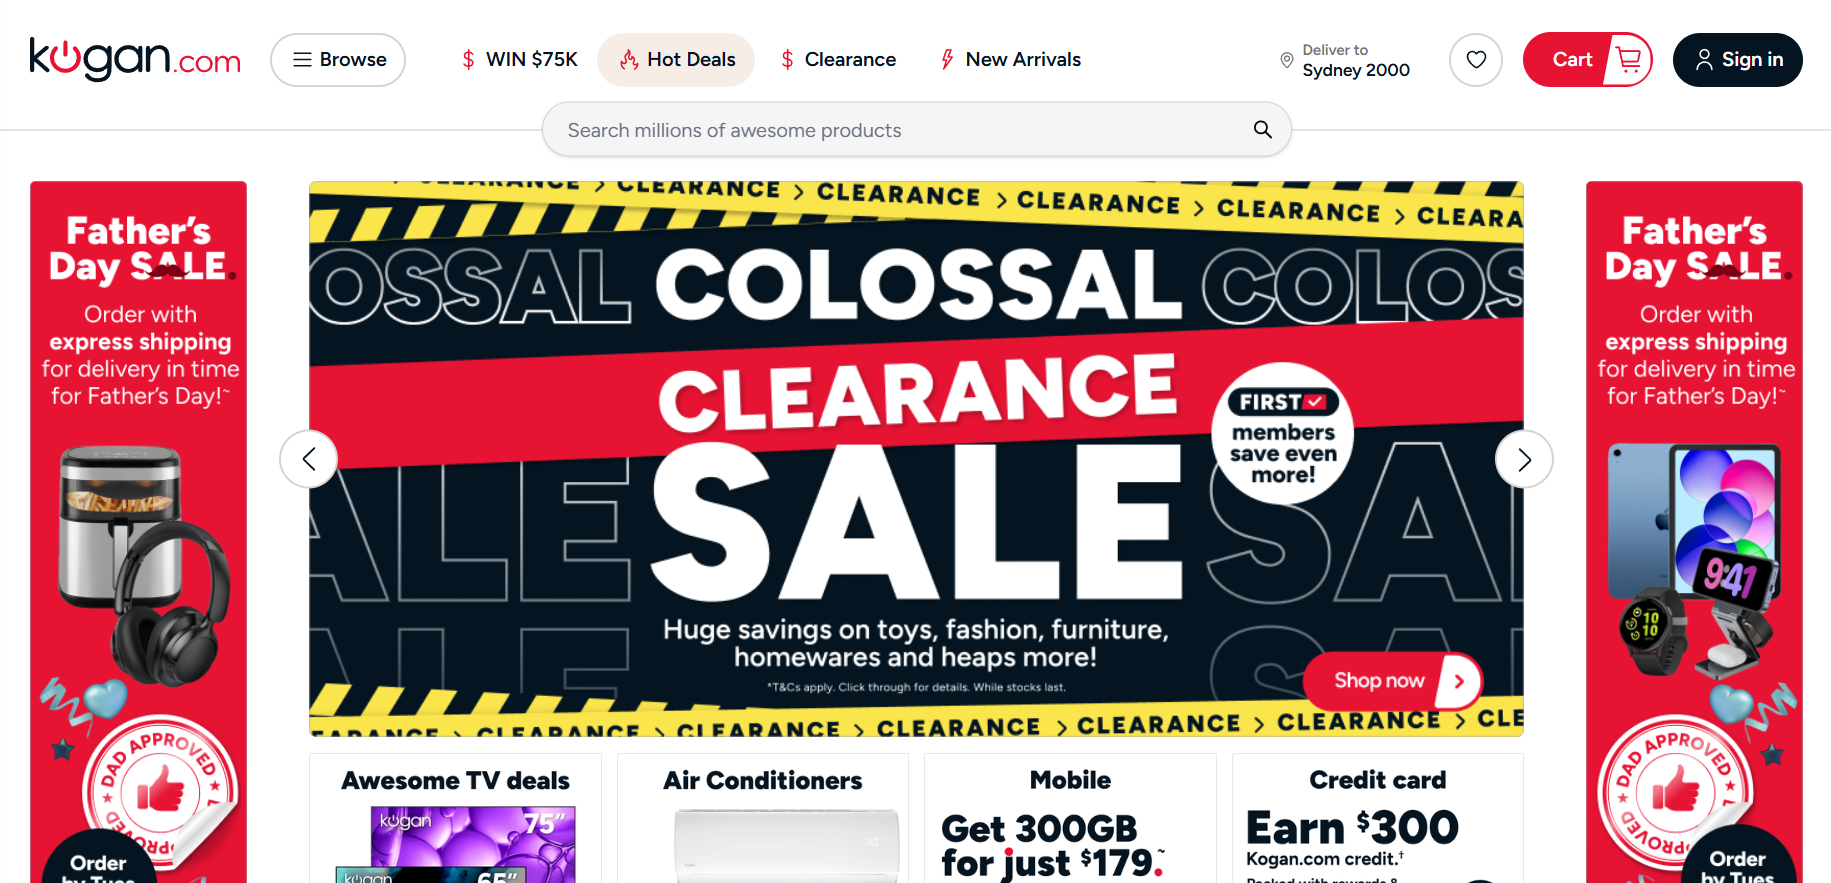 kogan.com
Browse
WIN $75K
Hot Deals
Clearance
New Arrivals
Deliver to
Sydney 2000
Cart
Sign in
Search millions of awesome products
Father's
Day SALE.
Order with
express shipping
for delivery in time
for Father's Day!~
DAD APPROVED
Order
by Tues
CLEARANCE > CLEARANCE > CLEARANCE > CLEARANCE > CLEARANCE > CLEARA
OSSAL COLOSSAL COLOS
CLEARANCE
ALE SALE SA
FIRST
members
save even
more!
Huge savings on toys, fashion, furniture,
homewares and heaps more!
*T&Cs apply. Click through for details. While stocks last.
Shop now
EARANCE > CLEARANCE > CLEARANCE > CLEARANCE > CLEARANCE > CLEARANCE > CLE
Awesome TV deals
kogan 75"
kogan 65"
Air Conditioners
Mobile
Get 300GB
for just $179.~
Credit card
Earn $300
Kogan.com credit.†
Father's
Day SALE.
Order with
express shipping
for delivery in time
for Father's Day!~
9:41
10
10
DAD APPROVED
Order
by Tues